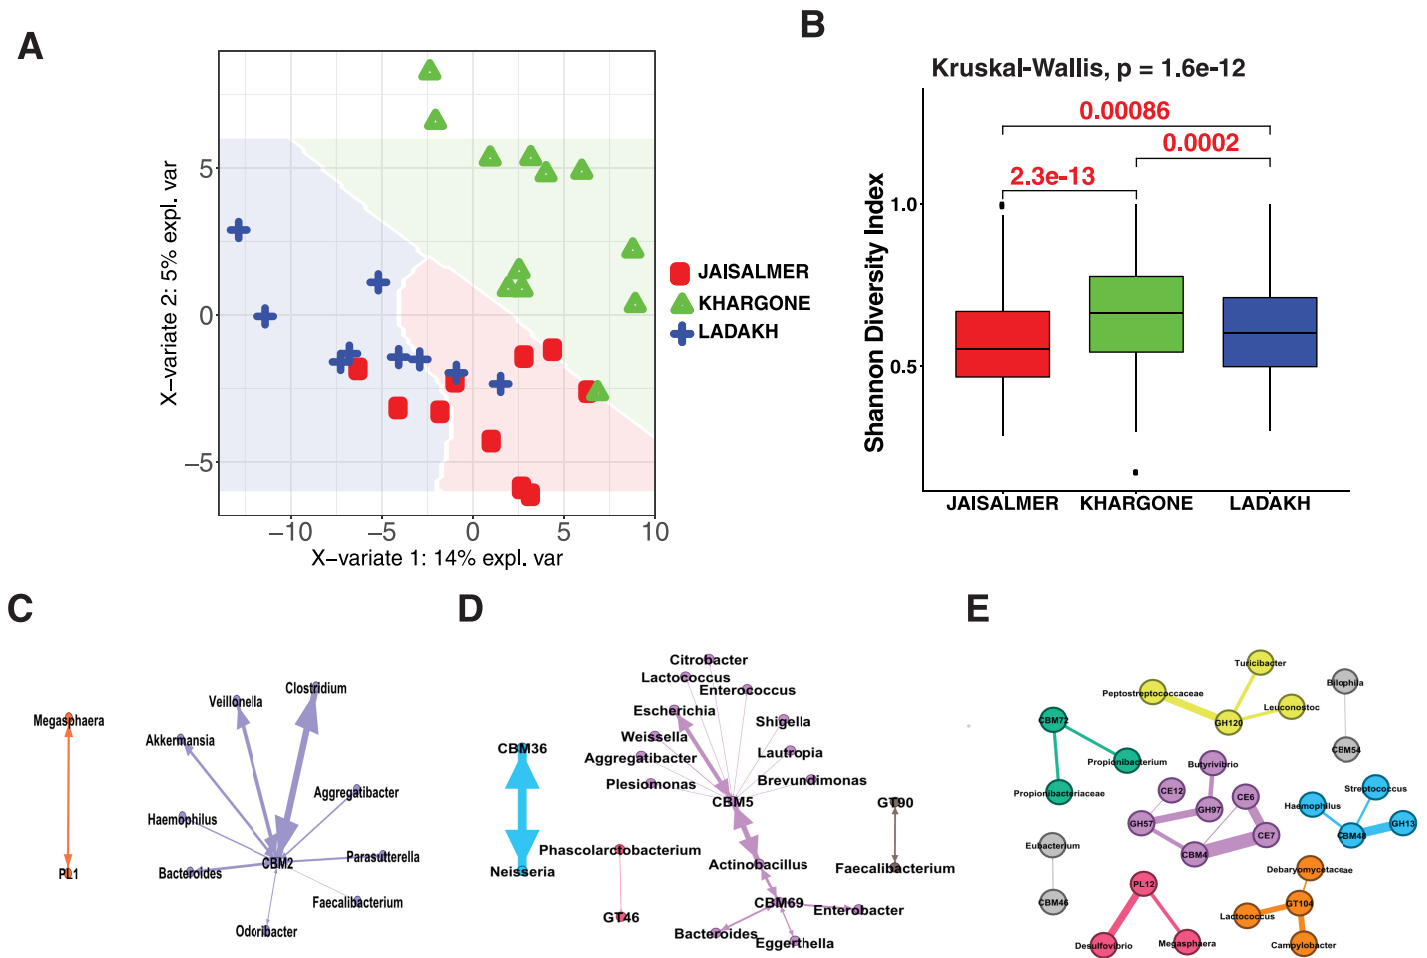 A
X−variate 2: 5% expl. var
5
0
−5
−10
−5
0
5
10
X−variate 1: 14% expl. var
JAISALMER
KHARGONE
LADAKH
B
Kruskal-Wallis, p = 1.6e-12
0.00086
0.0002
2.3e-13
Shannon Diversity Index
1.0
0.5
JAISALMER
KHARGONE
LADAKH
C
Megasphaera
PL1
Clostridium
Veillonella
Akkermansia
Aggregatibacter
Haemophilus
Parasutterella
CBM2
Bacteroides
Faecalibacterium
Odoribacter
D
CBM36
Neisseria
Citrobacter
Lactococcus
Enterococcus
Escherichia
Shigella
Weissella
Lautropia
Aggregatibacter
Brevundimonas
Plesiomonas
CBM5
GT90
Phascolarctobacterium
Actinobacillus
Faecalibacterium
CBM69
Enterobacter
GT46
Bacteroides
Eggerthella
E
Turicibacter
Peptostreptococcaceae
Leuconostoc
GH120
Bilophila
CBM54
CBM72
Propionibacterium
Propionibacteriaceae
Butyrivibrio
CE12
CE6
GH97
GH57
CE7
CBM4
Streptococcus
Haemophilus
GH13
CBM48
Eubacterium
CBM46
Debaryomycetaceae
PL12
GT104
Lactococcus
Desulfovibrio
Megasphaera
Campylobacter